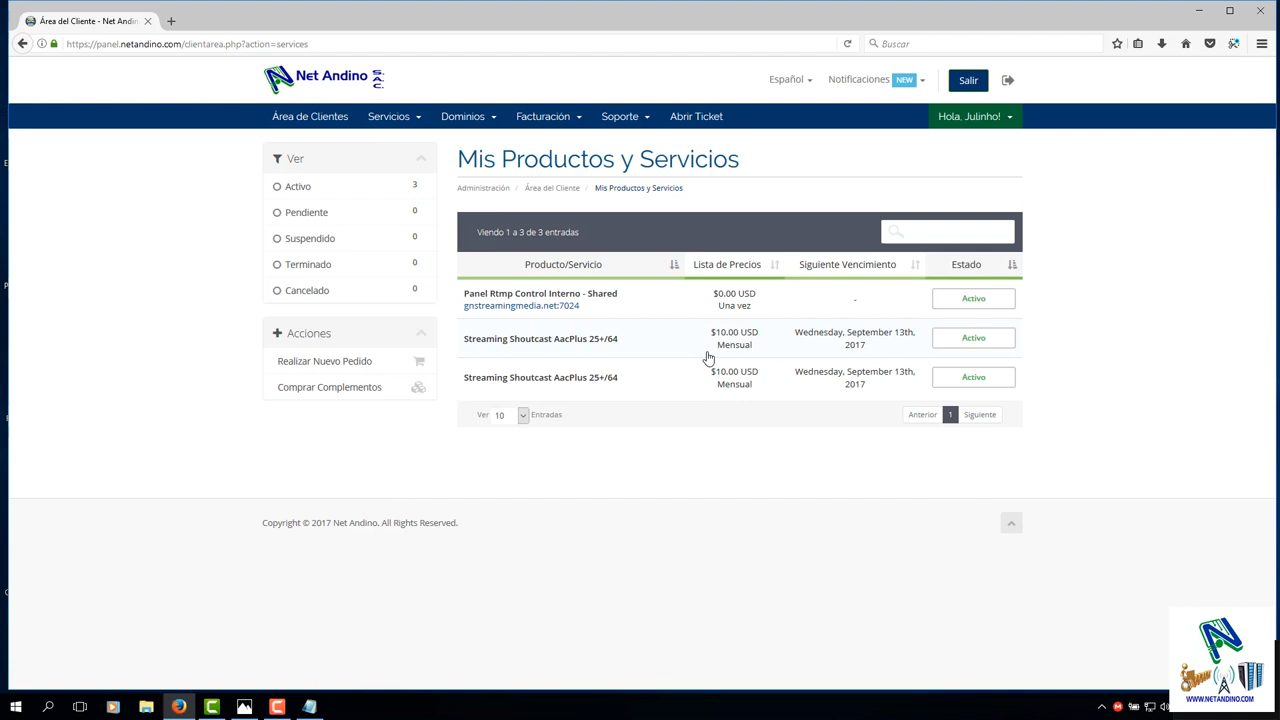 Área del Cliente - Net Andin
https://panel.netandino.com/clientarea.php?action=services
Buscar
Net Andino S.A.C.
Español
Notificaciones NEW
Salir
Área de Clientes
Servicios
Dominios
Facturación
Soporte
Abrir Ticket
Hola, Julinho!
Ver
Activo 3
Pendiente 0
Suspendido 0
Terminado 0
Cancelado 0
Acciones
Realizar Nuevo Pedido
Comprar Complementos
Mis Productos y Servicios
Administración / Área del Cliente / Mis Productos y Servicios
Viendo 1 a 3 de 3 entradas
Producto/Servicio Lista de Precios Siguiente Vencimiento Estado
Panel Rtmp Control Interno - Shared
gnstreamingmedia.net:7024
$0.00 USD
Una vez
-
Activo
Streaming Shoutcast AacPlus 25+/64
$10.00 USD
Mensual
Wednesday, September 13th,
2017
Activo
Streaming Shoutcast AacPlus 25+/64
$10.00 USD
Mensual
Wednesday, September 13th,
2017
Activo
Ver 10 Entradas
Anterior 1 Siguiente
Copyright © 2017 Net Andino. All Rights Reserved.
WWW.NETANDINO.COM